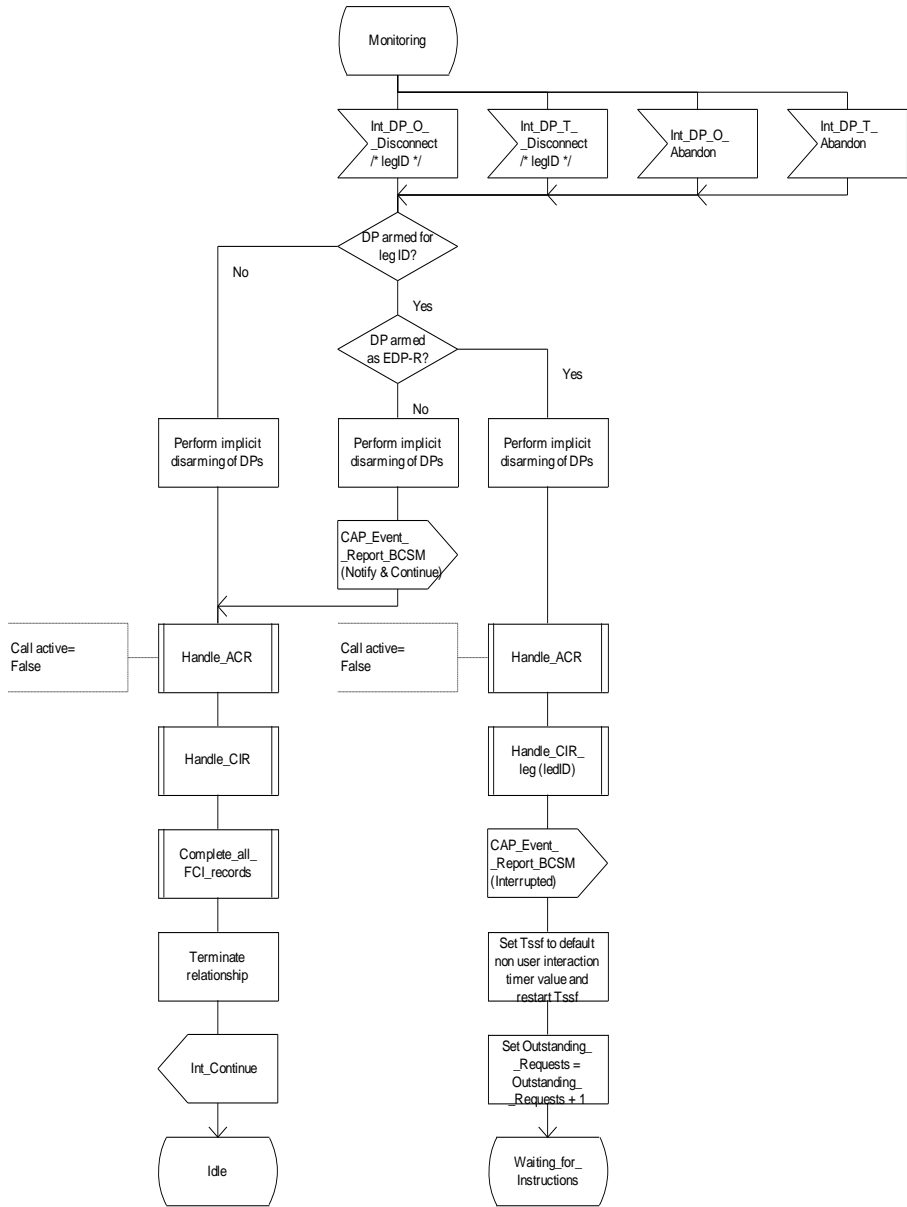 Monitoring
Int_DP_O_
_Disconnect
/* legID */
Int_DP_T_
_Disconnect
/* legID */
Int_DP_O_
Abandon
Int_DP_T_
Abandon
DP armed for
leg ID?
No
Yes
DP armed
as EDP-R?
Yes
No
Perform implicit
disarming of DPs
Perform implicit
disarming of DPs
Perform implicit
disarming of DPs
CAP_Event_
_Report_BCSM
(Notify & Continue)
Call active=
False
Handle_ACR
Call active=
False
Handle_ACR
Handle_CIR
Handle_CIR_
leg (ledID)
Complete_all_
FCI_records
CAP_Event_
_Report_BCSM
(Interrupted)
Terminate
relationship
Set Tssf to default
non user interaction
timer value and
restart Tssf
Int_Continue
Set Outstanding_
_Requests =
Outstanding_
_Requests + 1
Idle
Waiting_for_
Instructions